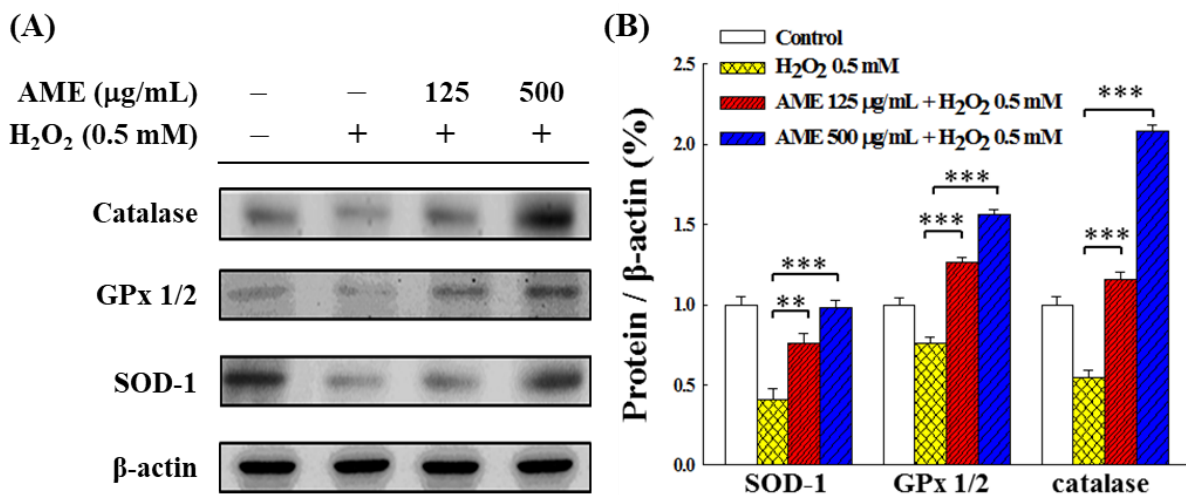 (A)
AME (μg/mL) – – 125 500
H₂O₂ (0.5 mM) – + + +
Catalase
GPx 1/2
SOD-1
β-actin
(B)
Control
H₂O₂ 0.5 mM
AME 125 μg/mL + H₂O₂ 0.5 mM
AME 500 μg/mL + H₂O₂ 0.5 mM
Protein / β-actin (%)
2.5
2.0
1.5
1.0
0.5
0.0
***
**
***
***
***
***
SOD-1 GPx 1/2 catalase